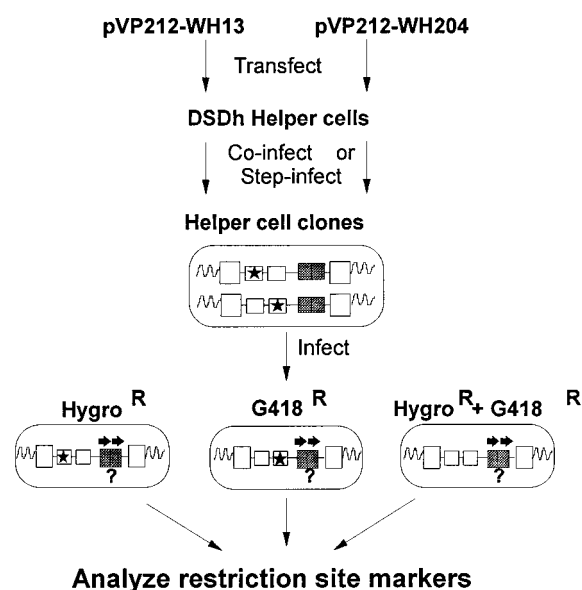 pVP212-WH13 pVP212-WH204
Transfect
DSDh Helper cells
Co-infect or
Step-infect
Helper cell clones
Infect
Hygro R G418 R Hygro R + G418 R
? ? ?
Analyze restriction site markers